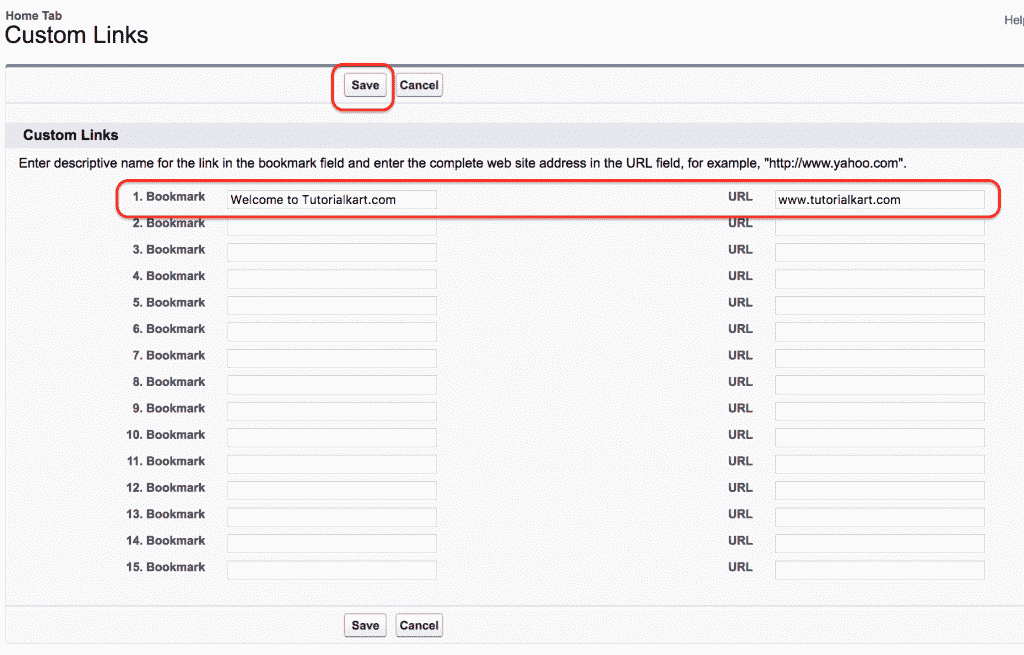 Home Tab
Help
Custom Links
Save Cancel
Custom Links
Enter descriptive name for the link in the bookmark field and enter the complete web site address in the URL field, for example, "http://www.yahoo.com".
1. Bookmark Welcome to Tutorialkart.com URL www.tutorialkart.com
2. Bookmark URL
3. Bookmark URL
4. Bookmark URL
5. Bookmark URL
6. Bookmark URL
7. Bookmark URL
8. Bookmark URL
9. Bookmark URL
10. Bookmark URL
11. Bookmark URL
12. Bookmark URL
13. Bookmark URL
14. Bookmark URL
15. Bookmark URL
Save Cancel